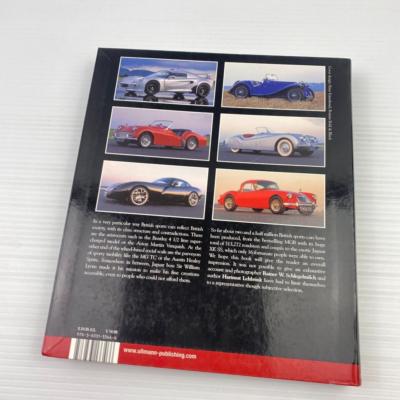 In a very particular way British sports cars reflect British
society, with its class structure and contradictions. There
are the aristocrats such as the Bentley 4 1/2 litre super-
charged model or the Aston Martin Vanquish. At the
other end of the wheel-based social scale are the purveyors
of sporty mobility like the MG TC or the Austin Healey
Sprite. Somewhere in between, Jaguar boss Sir William
Lyons made it his mission to make his fine creations
accessible, even to people who could not afford them.
So far about two and a half million British sports cars have
been produced, from the bestselling MGB with its huge
total of 513,272 roadsters and coupés to the exotic Jaguar
XK SS, which only 16 fortunate people were able to own.
We hope this book will give the reader an overall
impression. It was not possible to give an exhaustive
account and photographer Rainer W. Schlegelmilch and
author Hartmut Lehbrink have had to limit themselves
to a representative though subjective selection.
www.ullmann-publishing.com